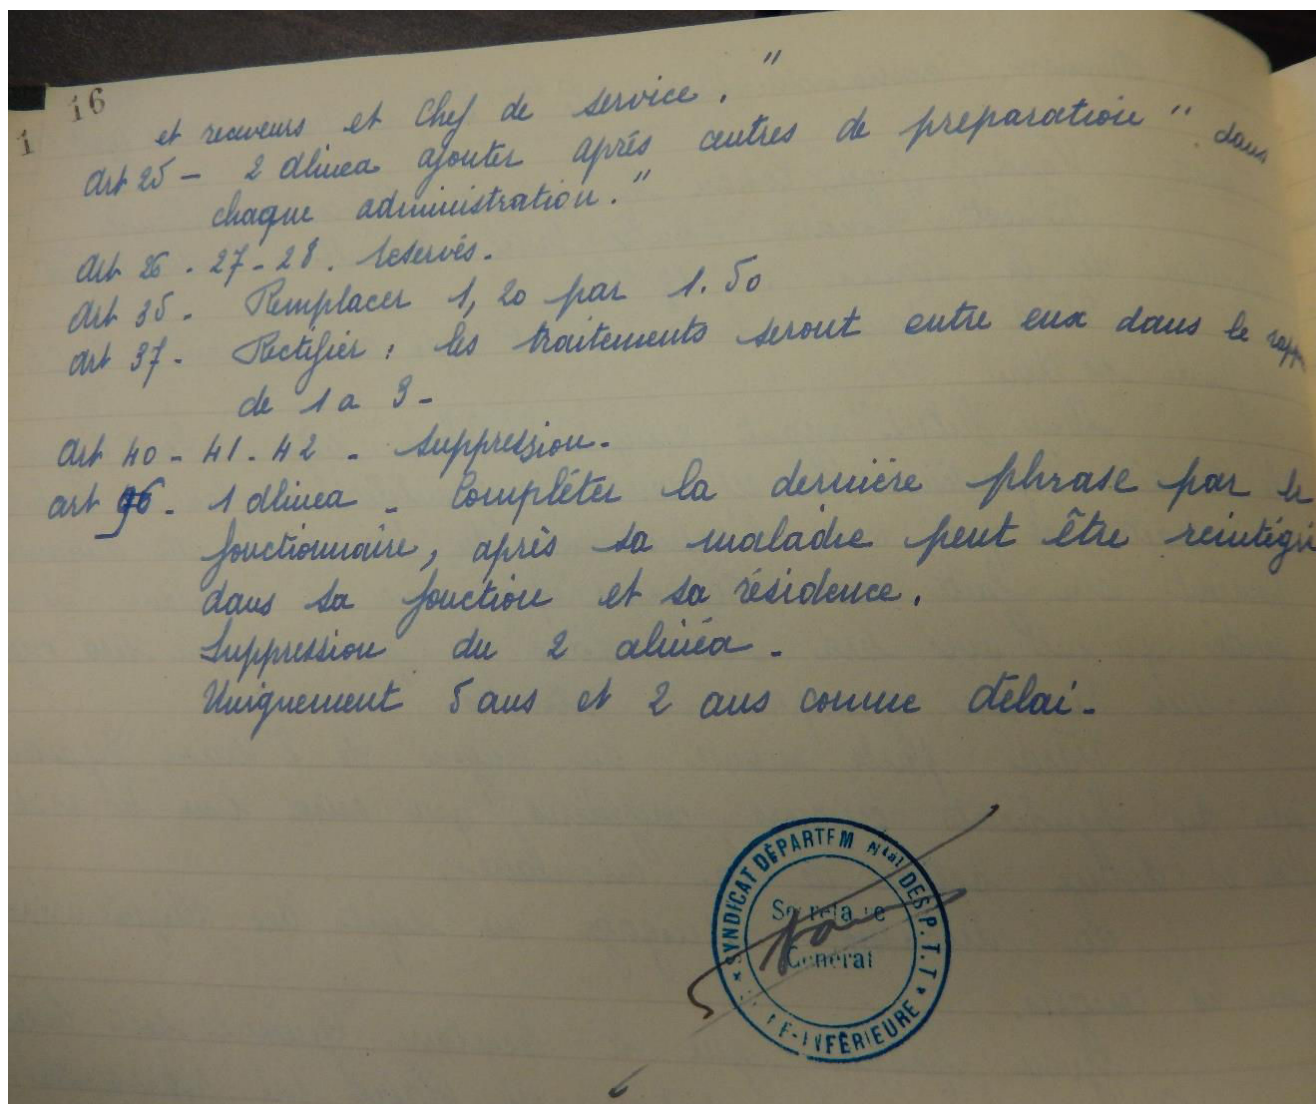 16
1
et receveurs et Chef de service. "
Art 25 - 2 alinea ajouter après centres de preparation " dans
chaque administration. "
Art 26 - 27 - 28. reservés.
Art 35 - Remplacer 1,20 par 1.50
Art 37 - Rectifier : les traitements seront entre eux dans le rapp
de 1 a 3 -
Art 40 - 41 - 42 - Suppression.
art - 1 alinea - Compléter la dernière phrase par le
fonctionnaire, après sa maladie peut être reintégré
dans sa fonction et sa résidence.
Suppression du 2 alinéa -
Uniquement 5 ans et 2 ans comme délai -
SYNDICAT DÉPARTEM Ntal DES P.T.T
Secretaire
Général
INFÉRIEURE